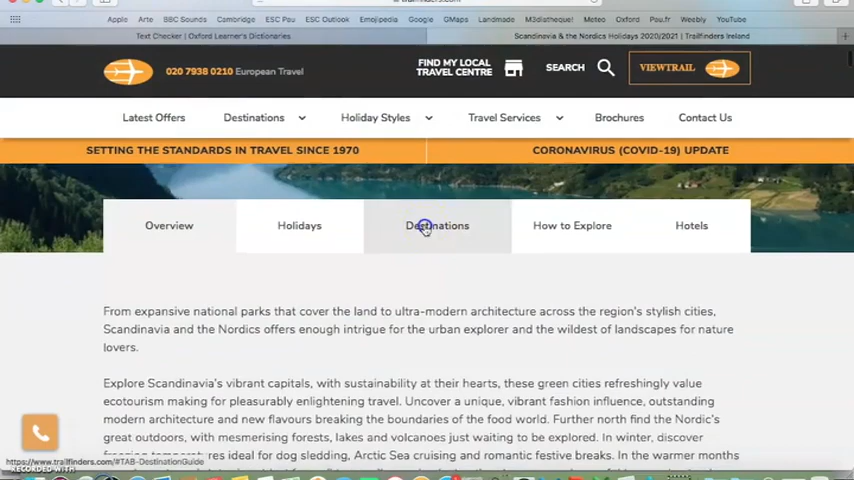 Apple Arte BBC Sounds Cambridge ESC Pau ESC Outlook Emojipedia Google GMaps Landmade M3diatheque! Meteo Oxford Pau.fr Weebly YouTube
Text Checker | Oxford Learner's Dictionaries Scandinavia & the Nordics Holidays 2020/2021 | Trailfinders Ireland
020 7938 0210 European Travel FIND MY LOCAL TRAVEL CENTRE SEARCH VIEWTRAIL
Latest Offers Destinations Holiday Styles Travel Services Brochures Contact Us
SETTING THE STANDARDS IN TRAVEL SINCE 1970 CORONAVIRUS (COVID-19) UPDATE
Overview Holidays Destinations How to Explore Hotels
From expansive national parks that cover the land to ultra-modern architecture across the region's stylish cities,
Scandinavia and the Nordics offers enough intrigue for the urban explorer and the wildest of landscapes for nature
lovers.
Explore Scandinavia's vibrant capitals, with sustainability at their hearts, these green cities refreshingly value
ecotourism making for pleasurably enlightening travel. Uncover a unique, vibrant fashion influence, outstanding
modern architecture and new flavours breaking the boundaries of the food world. Further north find the Nordic's
great outdoors, with mesmerising forests, lakes and volcanoes just waiting to be explored. In winter, discover
freezing temperatures ideal for dog sledding, Arctic Sea cruising and romantic festive breaks. In the warmer months
https://www.trailfinders.com/#TAB-DestinationGuide
RECORDED WITH